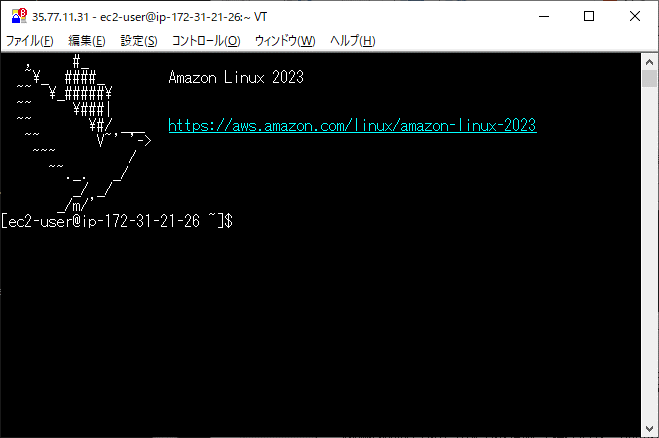 35.77.11.31 - ec2-user@ip-172-31-21-26:~ VT
ファイル(F) 編集(E) 設定(S) コントロール(O) ウィンドウ(W) ヘルプ(H)
   ,     #_
   ~¥_  ####_        Amazon Linux 2023
  ~~  ¥_#####¥
  ~~     ¥###|
  ~~       ¥#/ ___   https://aws.amazon.com/linux/amazon-linux-2023
   ~~       V~' '->
    ~~~         /
      ~~._.   _/
         _/ _/
       _/m/'
[ec2-user@ip-172-31-21-26 ~]$